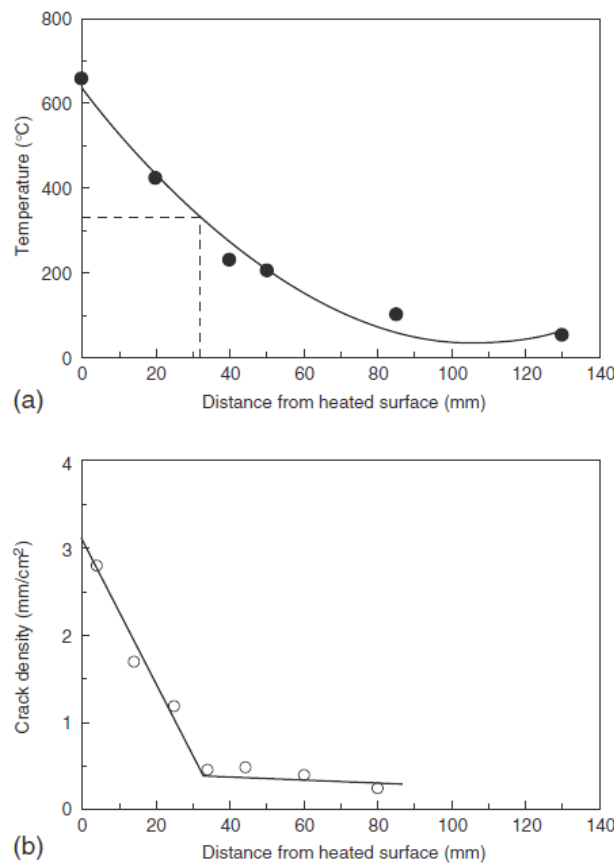 800
600
400
200
0
Temperature (°C)
0 20 40 60 80 100 120 140
Distance from heated surface (mm)
(a)
4
3
2
1
0
Crack density (mm/cm²)
0 20 40 60 80 100 120 140
Distance from heated surface (mm)
(b)